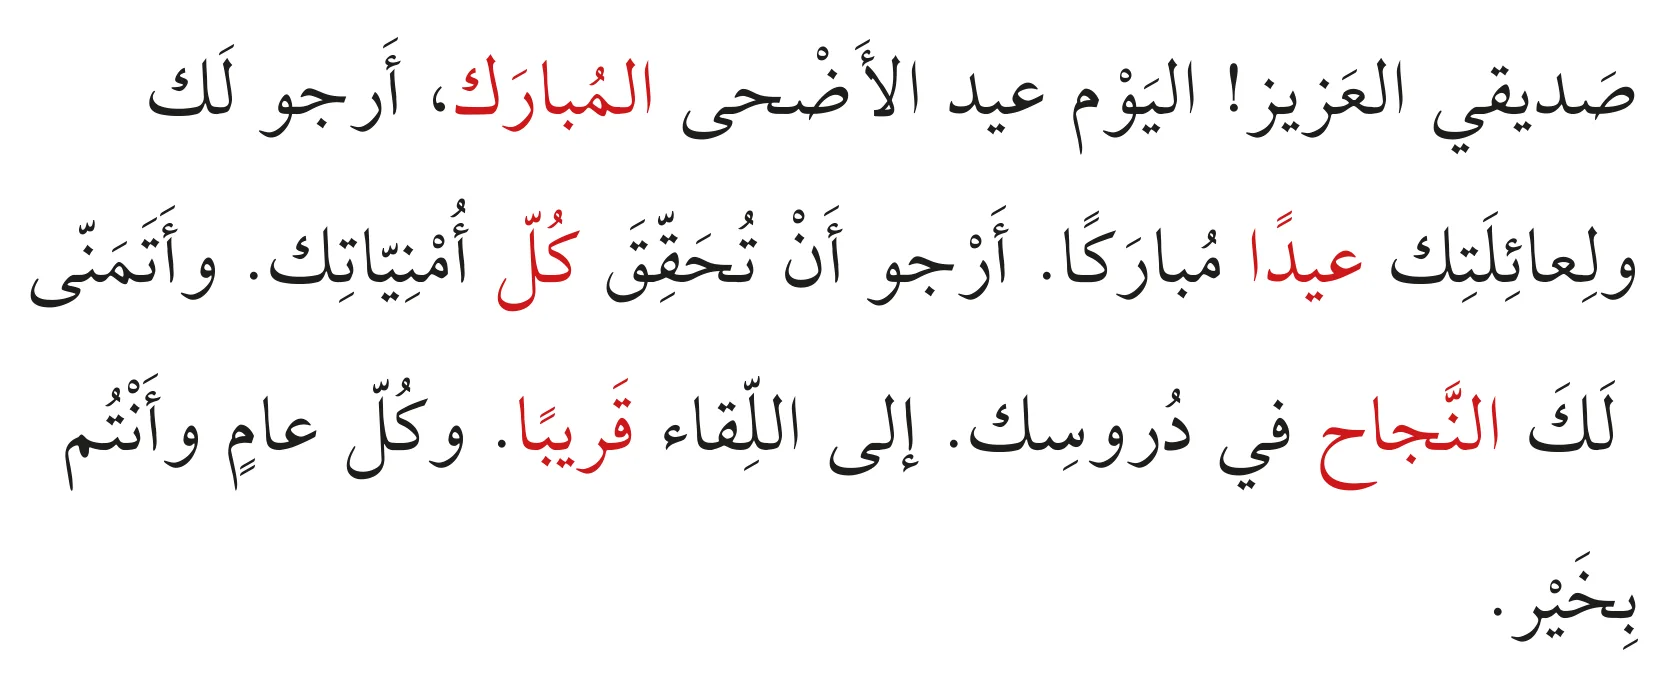 صَديقي العَزيز! اليَوْم عيد الأَضْحى المُبارَك، أَرجو لَك
ولِعائِلَتِك عيدًا مُبارَكًا. أَرْجو أَنْ تُحَقِّقَ كُلّ أُمْنِيّاتِك. وأَتَمَنّى
لَكَ النَّجاح في دُروسِك. إلى اللِّقاء قَريبًا. وكُلّ عامٍ وأَنْتُم
بِخَيْر.